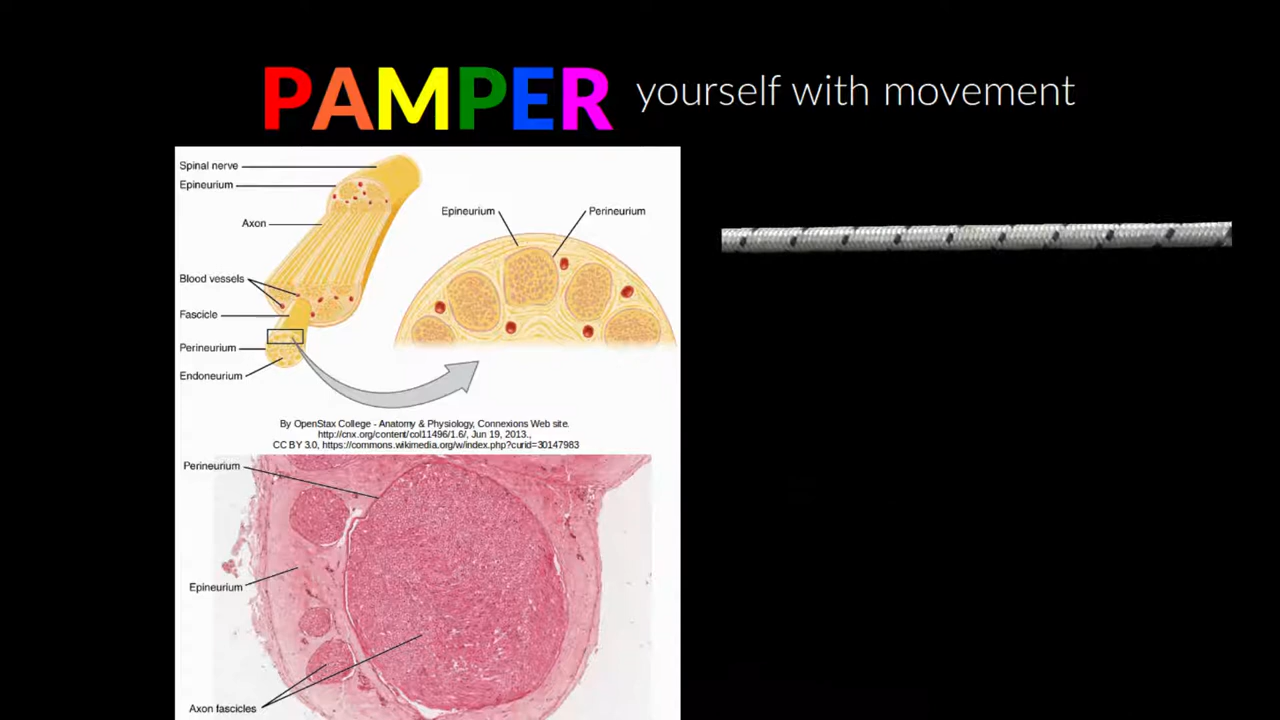 PAMPER yourself with movement
Spinal nerve
Epineurium
Axon
Blood vessels
Fascicle
Perineurium
Endoneurium
Epineurium
Perineurium
By OpenStax College - Anatomy & Physiology, Connexions Web site.
http://cnx.org/content/col11496/1.6/, Jun 19, 2013.,
CC BY 3.0, https://commons.wikimedia.org/w/index.php?curid=30147983
Perineurium
Epineurium
Axon fascicles